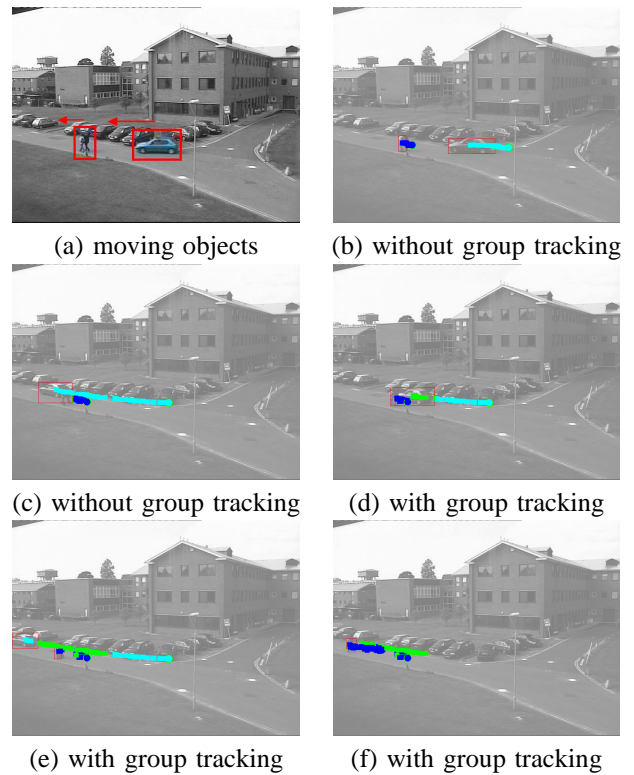 (a) moving objects
(b) without group tracking
(c) without group tracking
(d) with group tracking
(e) with group tracking
(f) with group tracking